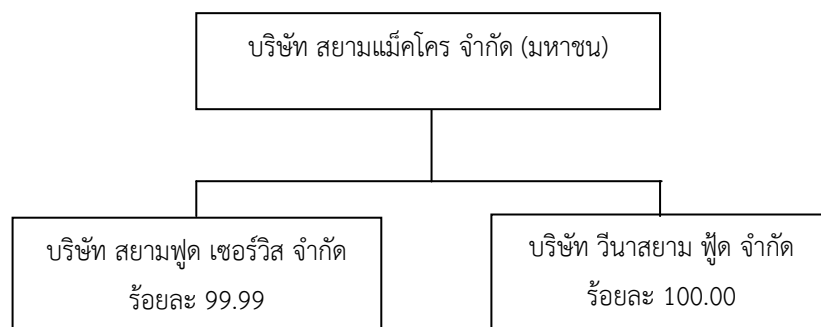 บริษัท สยามแม็คโคร จำกัด (มหาชน)
บริษัท สยามฟูด เซอร์วิส จำกัด
ร้อยละ 99.99
บริษัท วีนาสยาม ฟู้ด จำกัด
ร้อยละ 100.00